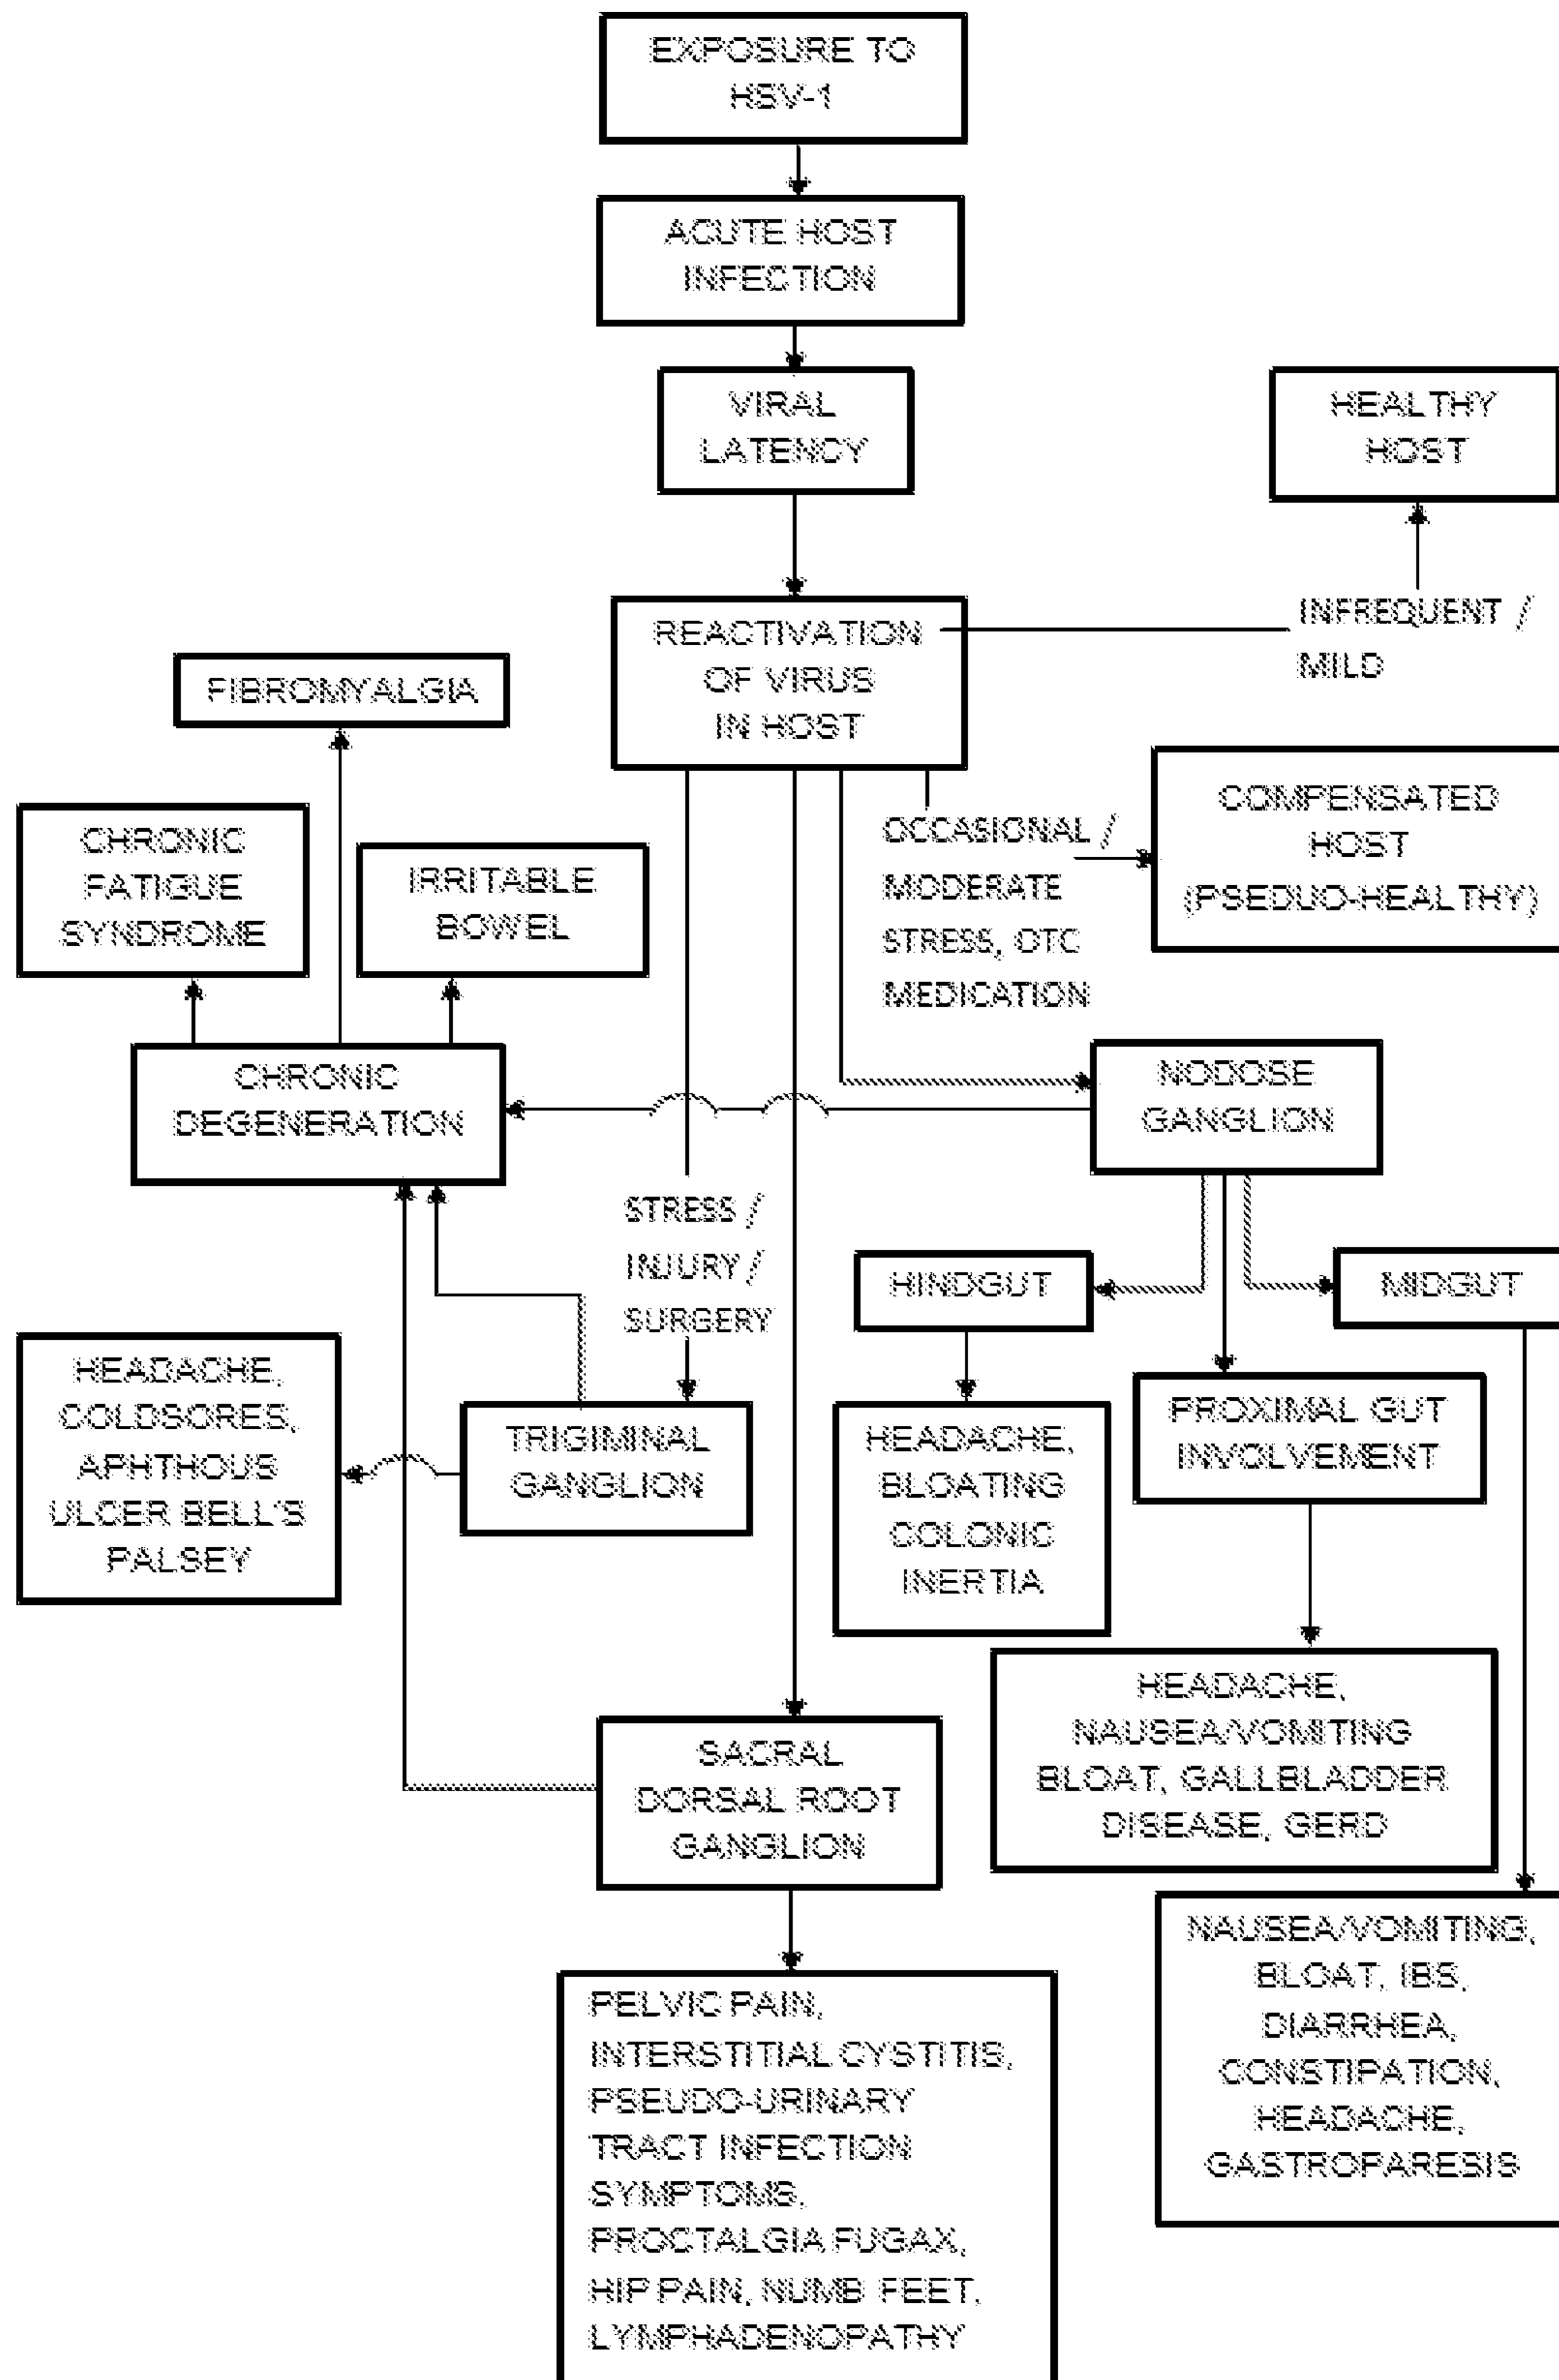 EXPOSURE TO
HSV-1
ACUTE HOST
INFECTION
VIRAL
LATENCY
HEALTHY
HOST
REACTIVATION
OF VIRUS
IN HOST
INFREQUENT /
MILD
FIBROMYALGIA
COMPENSATED
HOST
(PSEDUO-HEALTHY)
CHRONIC
FATIGUE
SYNDROME
IRRITABLE
BOWEL
OCCASIONAL /
MODERATE
STRESS, OTC
MEDICATION
CHRONIC
DEGENERATION
NODOSE
GANGLION
STRESS /
INJURY /
SURGERY
HINDGUT
MIDGUT
HEADACHE,
COLDSORES,
APHTHOUS
ULCER BELL'S
PALSEY
TRIGIMINAL
GANGLION
HEADACHE,
BLOATING
COLONIC
INERTIA
PROXIMAL GUT
INVOLVEMENT
HEADACHE,
NAUSEA/VOMITING
BLOAT, GALLBLADDER
DISEASE, GERD
SACRAL
DORSAL ROOT
GANGLION
NAUSEA/VOMITING,
BLOAT, IBS,
DIARRHEA,
CONSTIPATION,
HEADACHE,
GASTROPARESIS
PELVIC PAIN,
INTERSTITIAL CYSTITIS,
PSEUDO-URINARY
TRACT INFECTION
SYMPTOMS,
PROCTALGIA FUGAX,
HIP PAIN, NUMB FEET,
LYMPHADENOPATHY